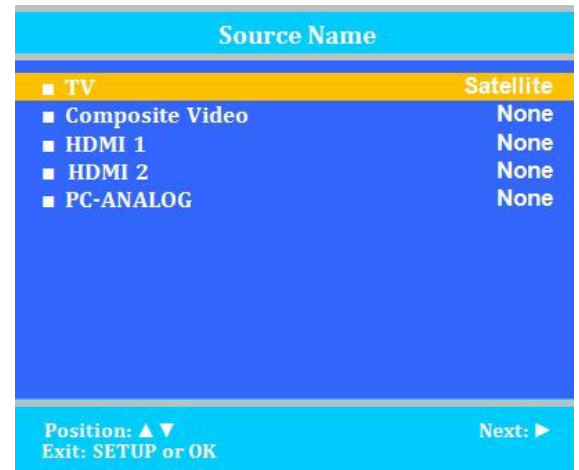 Source Name
■ TV Satellite
■ Composite Video None
■ HDMI 1 None
■ HDMI 2 None
■ PC-ANALOG None
Position: ▲ ▼ Next: ►
Exit: SETUP or OK